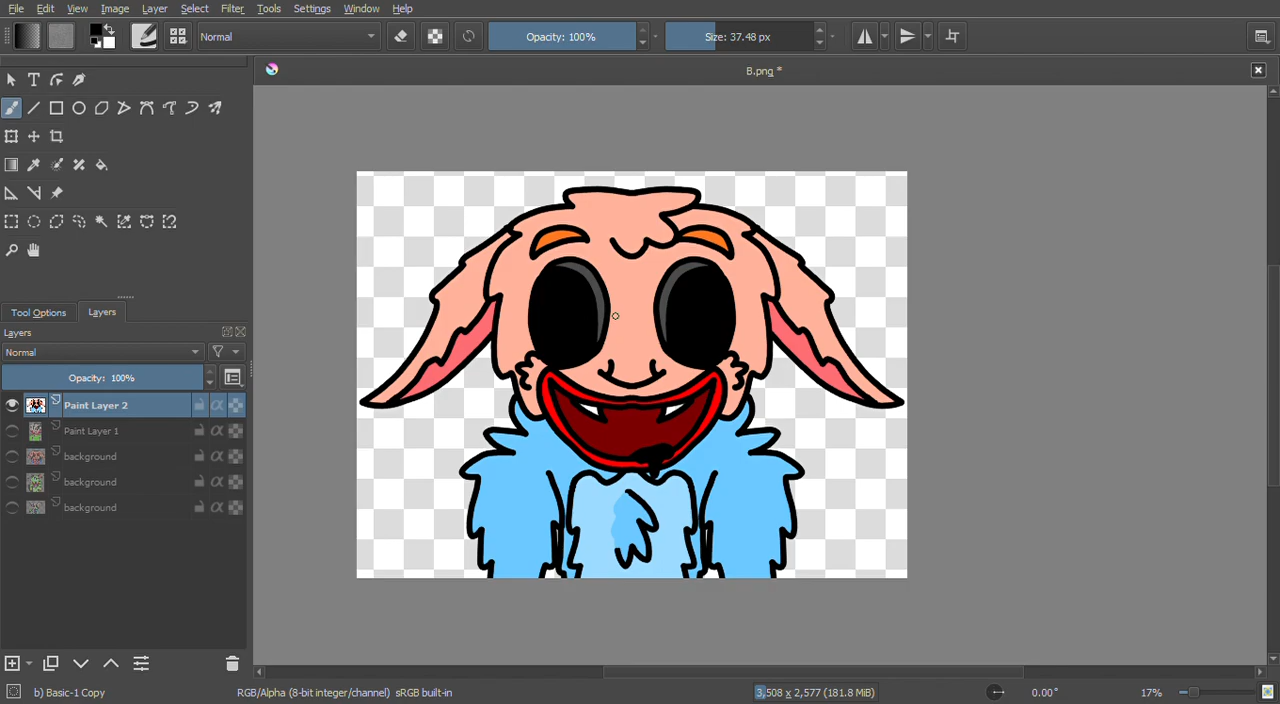 File Edit View Image Layer Select Filter Tools Settings Window Help
Normal Opacity: 100% Size: 37.48 px
B.png *
Tool Options Layers
Layers
Normal
Opacity: 100%
Paint Layer 2
Paint Layer 1
background
background
background
b) Basic-1 Copy RGB/Alpha (8-bit integer/channel) sRGB built-in 3,508 x 2,577 (181.8 MiB) 0.00° 17%